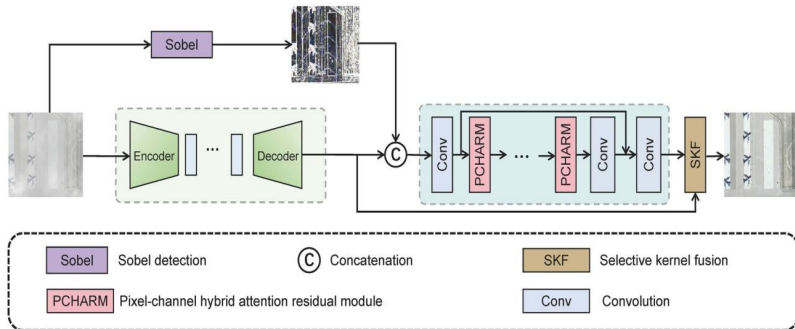 Sobel
Encoder
...
Decoder
C
Conv
PCHARM
...
PCHARM
Conv
Conv
SKF
Sobel Sobel detection
C Concatenation
SKF Selective kernel fusion
PCHARM Pixel-channel hybrid attention residual module
Conv Convolution